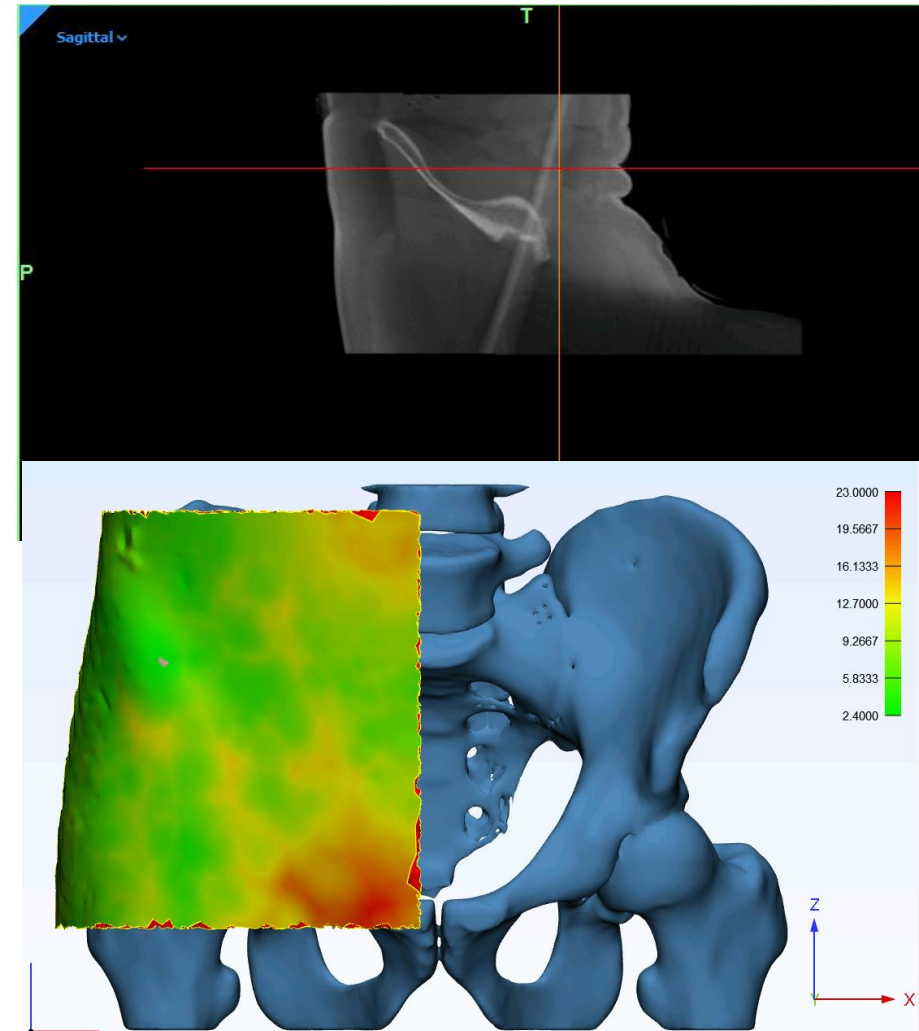 T
Sagittal
P
23.0000
19.5667
16.1333
12.7000
9.2667
5.8333
2.4000
Z
Y
X